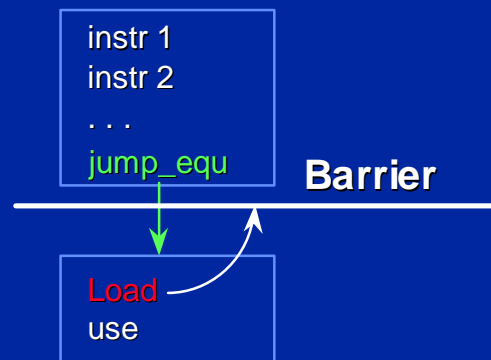 instr 1
instr 2
. . .
jump_equ
Barrier
Load
use